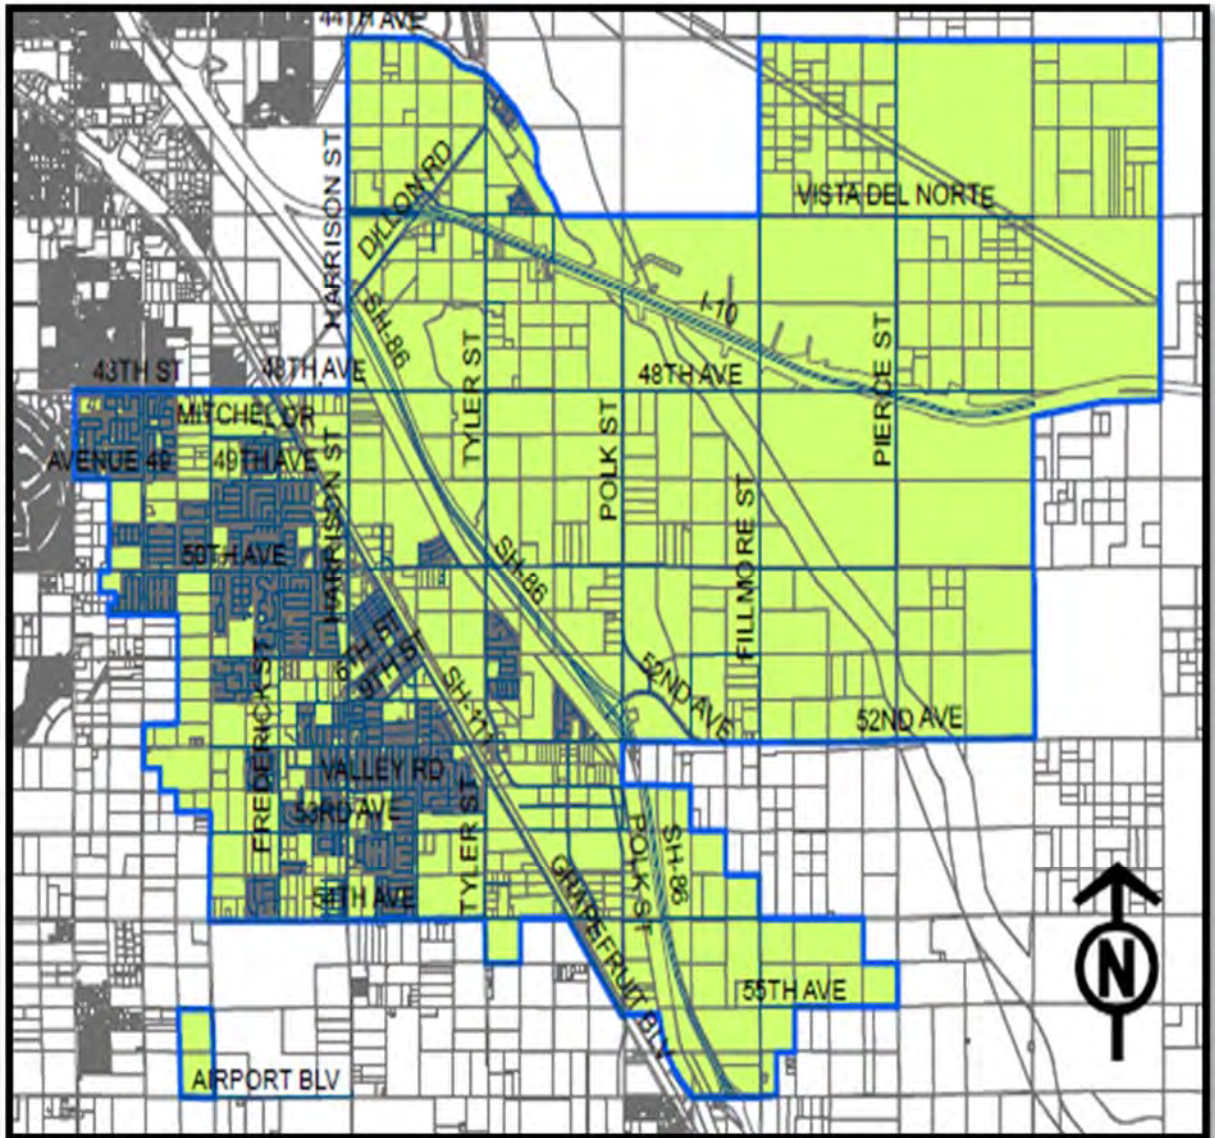 44TH AVE
HARRISON ST
DILLON RD
VISTA DEL NORTE
I-10
SH-86
TYLER ST
PIERCE ST
48TH AVE
48TH AVE
MITCHEL DR
AVENUE 49
49TH AVE
HARRISON ST
POLK ST
FILLMORE ST
50TH AVE
SH-86
6TH ST
9TH ST
52ND AVE
52ND AVE
SH-111
FREDERICK ST
VALLEY RD
53RD AVE
TYLER ST
POLK ST
SH-86
54TH AVE
GRAPEFRUIT BLV
55TH AVE
AIRPORT BLV
N